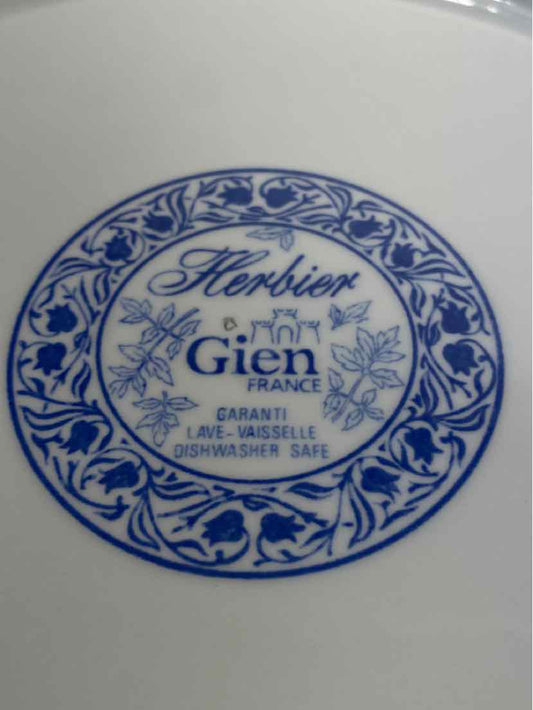 Herbier
Gien
FRANCE
GARANTI
LAVE-VAISSELLE
DISHWASHER SAFE